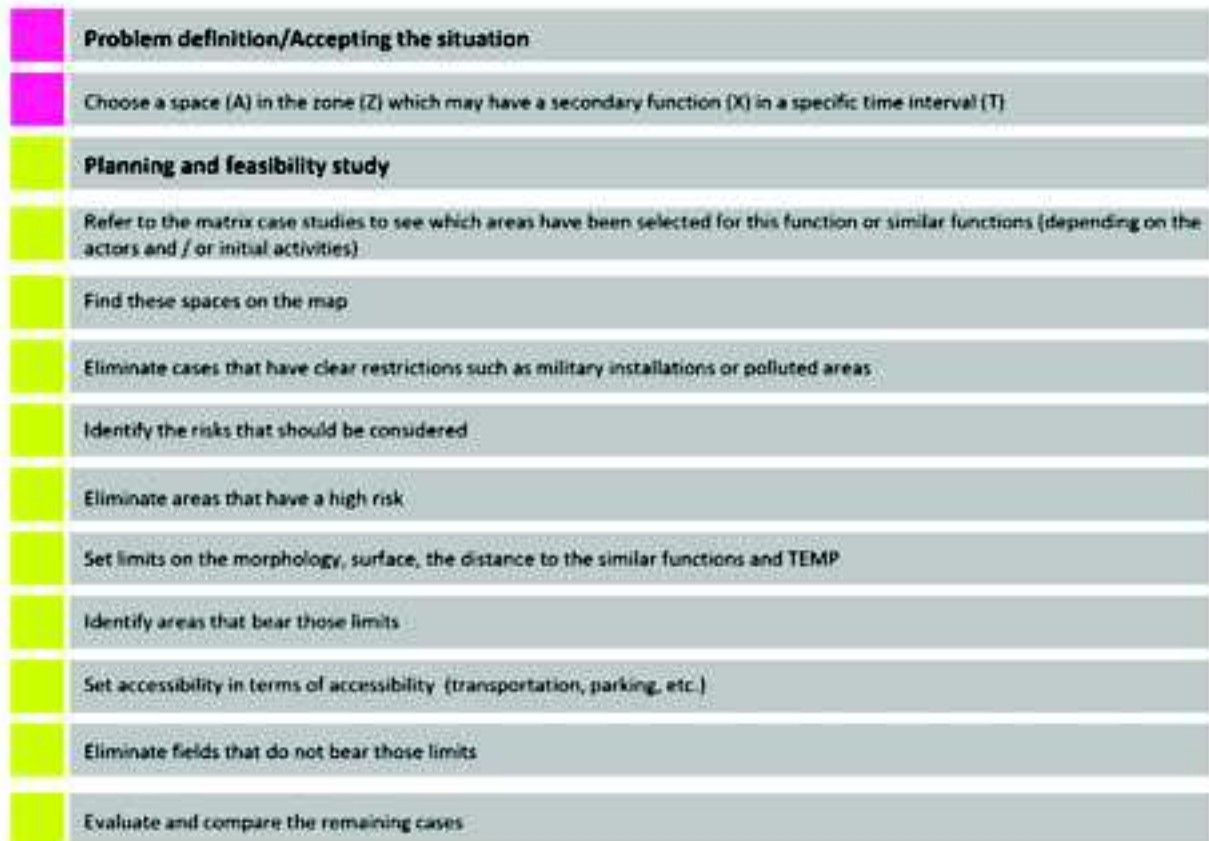 Problem definition/Accepting the situation
Choose a space (A) in the zone (Z) which may have a secondary function (X) in a specific time interval (T)
Planning and feasibility study
Refer to the matrix case studies to see which areas have been selected for this function or similar functions (depending on the
actors and / or initial activities)
Find these spaces on the map
Eliminate cases that have clear restrictions such as military installations or polluted areas
Identify the risks that should be considered
Eliminate areas that have a high risk
Set limits on the morphology, surface, the distance to the similar functions and TEMP
Identify areas that bear those limits
Set accessibility in terms of accessibility (transportation, parking, etc.)
Eliminate fields that do not bear those limits
Evaluate and compare the remaining cases